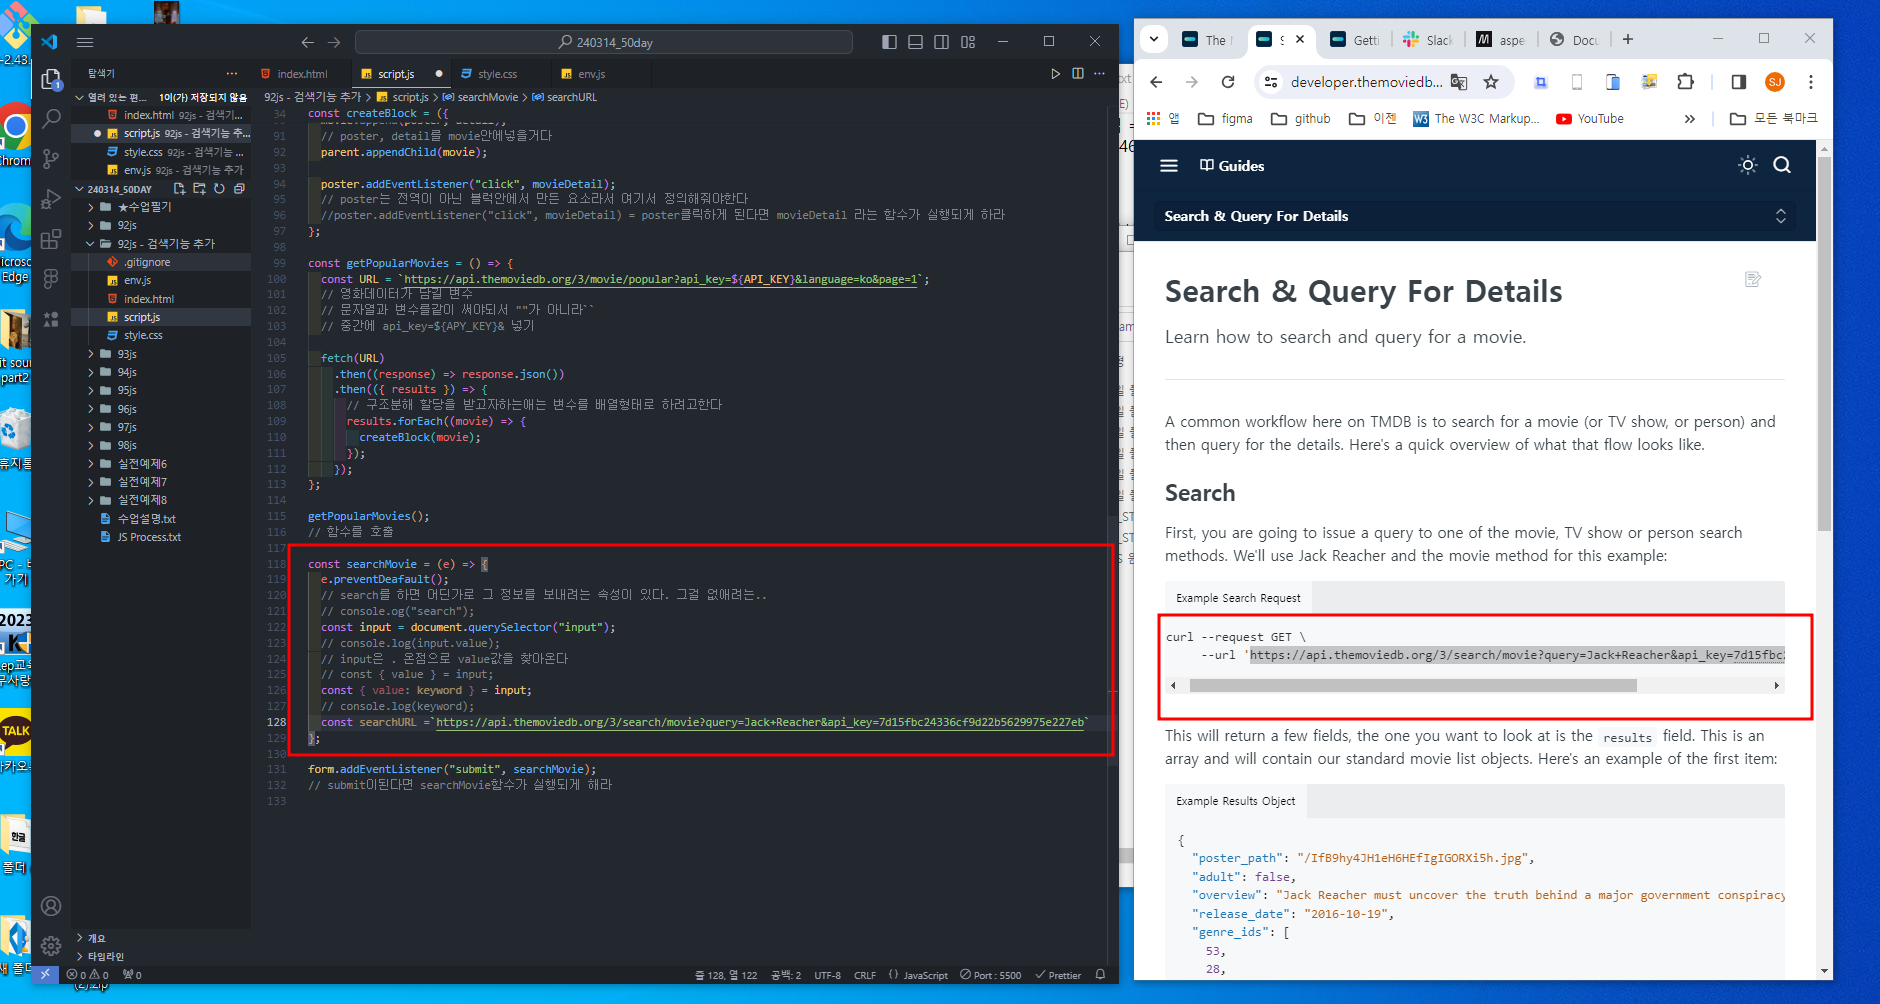 240314_50day
탐색기
index.html
script.js
style.css
env.js
열려 있는 편... 1이(가) 저장되지 않음
index.html 92js - 검색기능...
script.js 92js - 검색기능 추...
style.css 92js - 검색기능 ...
env.js 92js - 검색기능 추가
240314_50DAY
★수업필기
92js
92js - 검색기능 추가
.gitignore
env.js
index.html
script.js
style.css
93js
94js
95js
96js
97js
98js
실전예제6
실전예제7
실전예제8
수업설명.txt
JS Process.txt
개요
타임라인
92js - 검색기능 추가 > script.js > searchMovie > searchURL
34 const createBlock = ({
91 // poster, detail를 movie안에넣을거다
92 parent.appendChild(movie);
93
94 poster.addEventListener("click", movieDetail);
95 // poster는 전역이 아닌 블럭안에서 만든 요소라서 여기서 정의해줘야한다
96 //poster.addEventListener("click", movieDetail) = poster클릭하게 된다면 movieDetail 라는 함수가 실행되게 하라
97 };
98
99 const getPopularMovies = () => {
100 const URL = `https://api.themoviedb.org/3/movie/popular?api_key=${API_KEY}&language=ko&page=1`;
101 // 영화데이터가 담길 변수
102 // 문자열과 변수를같이 써야되서 ""가 아니라``
103 // 중간에 api_key=${APY_KEY}& 넣기
104
105 fetch(URL)
106 .then((response) => response.json())
107 .then(({ results }) => {
108 // 구조분해 할당을 받고자하는애는 변수를 배열형태로 하려고한다
109 results.forEach((movie) => {
110 createBlock(movie);
111 });
112 });
113 };
114
115 getPopularMovies();
116 // 함수를 호출
117
118 const searchMovie = (e) => {
119 e.preventDeafault();
120 // search를 하면 어딘가로 그 정보를 보내려는 속성이 있다. 그걸 없애려는..
121 // console.og("search");
122 const input = document.querySelector("input");
123 // console.log(input.value);
124 // input은 . 온점으로 value값을 찾아온다
125 // const { value } = input;
126 const { value: keyword } = input;
127 // console.log(keyword);
128 const searchURL =`https://api.themoviedb.org/3/search/movie?query=Jack+Reacher&api_key=7d15fbc24336cf9d22b5629975e227eb`
129 };
130
131 form.addEventListener("submit", searchMovie);
132 // submit이된다면 searchMovie함수가 실행되게 해라
133
0 0 0 줄 128, 열 122 공백: 2 UTF-8 CRLF {} JavaScript Port : 5500 Prettier
The
Getti
Slack
aspe
Docu
developer.themoviedb...
SJ
앱 figma github 이젠 The W3C Markup... YouTube » 모든 북마크
Guides
Search & Query For Details
Search & Query For Details
Learn how to search and query for a movie.
A common workflow here on TMDB is to search for a movie (or TV show, or person) and
then query for the details. Here's a quick overview of what that flow looks like.
Search
First, you are going to issue a query to one of the movie, TV show or person search
methods. We'll use Jack Reacher and the movie method for this example:
Example Search Request
curl --request GET \
--url 'https://api.themoviedb.org/3/search/movie?query=Jack+Reacher&api_key=7d15fbc2
This will return a few fields, the one you want to look at is the results field. This is an
array and will contain our standard movie list objects. Here's an example of the first item:
Example Results Object
{
"poster_path": "/IfB9hy4JH1eH6HEfIgIGORXi5h.jpg",
"adult": false,
"overview": "Jack Reacher must uncover the truth behind a major government conspiracy
"release_date": "2016-10-19",
"genre_ids": [
53,
28,